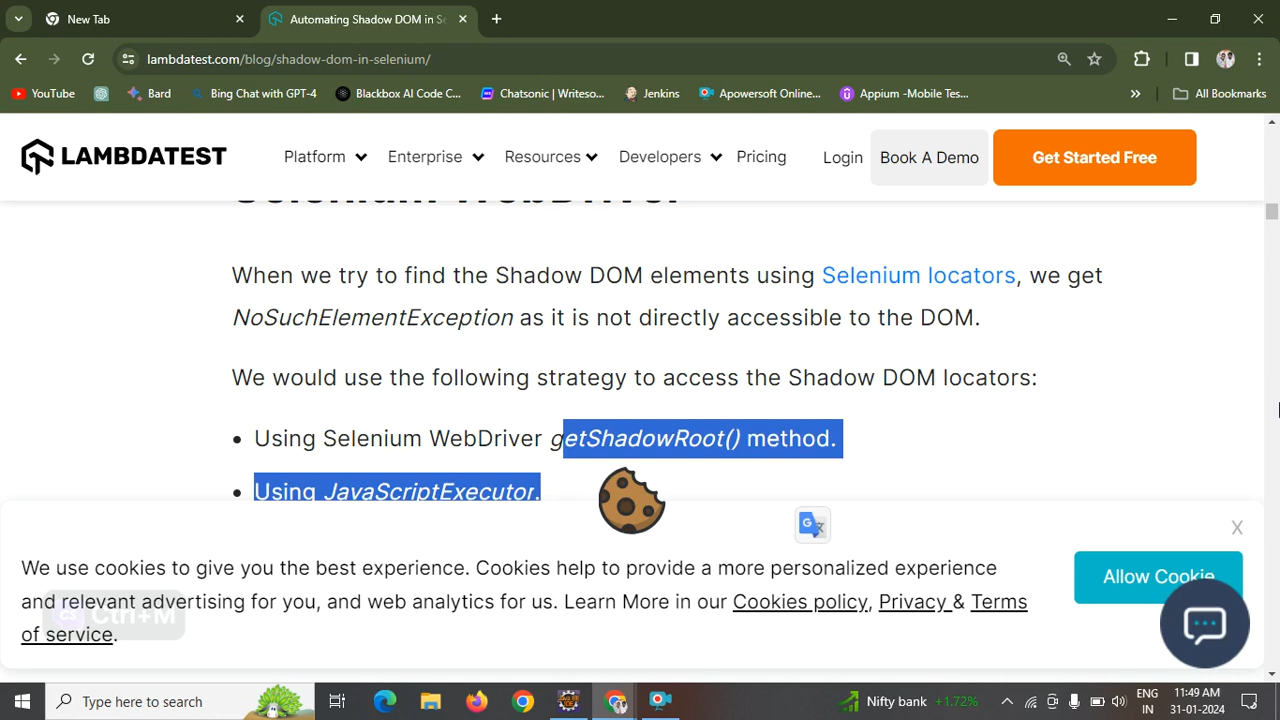 New Tab
Automating Shadow DOM in S
lambdatest.com/blog/shadow-dom-in-selenium/
YouTube
Bard
Bing Chat with GPT-4
Blackbox AI Code C...
Chatsonic | Writeso...
Jenkins
Apowersoft Online...
Appium -Mobile Tes...
All Bookmarks
LAMBDATEST
Platform
Enterprise
Resources
Developers
Pricing
Login
Book A Demo
Get Started Free
Selenium WebDriver
When we try to find the Shadow DOM elements using Selenium locators, we get
NoSuchElementException as it is not directly accessible to the DOM.
We would use the following strategy to access the Shadow DOM locators:
• Using Selenium WebDriver getShadowRoot() method.
• Using JavaScriptExecutor.
X
We use cookies to give you the best experience. Cookies help to provide a more personalized experience
and relevant advertising for you, and web analytics for us. Learn More in our Cookies policy, Privacy & Terms
of service.
Allow Cookie
Ctrl+M
Type here to search
Nifty bank +1.72%
ENG
IN
11:49 AM
31-01-2024